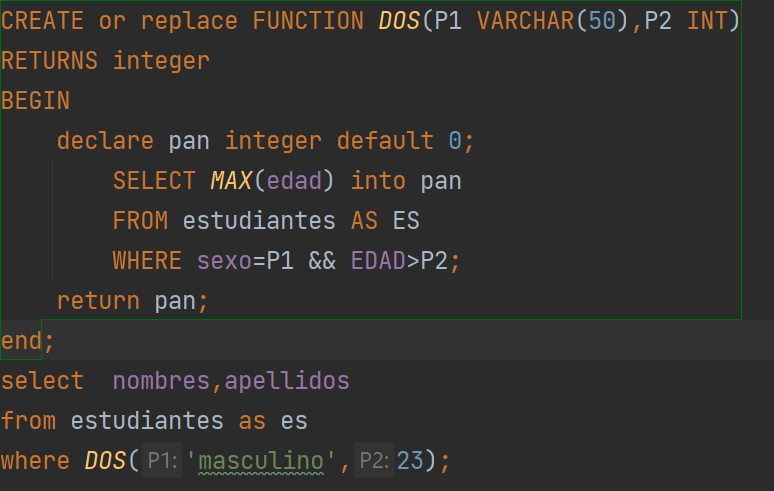 CREATE or replace FUNCTION DOS(P1 VARCHAR(50),P2 INT)
RETURNS integer
BEGIN
    declare pan integer default 0;
        SELECT MAX(edad) into pan
        FROM estudiantes AS ES
        WHERE sexo=P1 && EDAD>P2;
    return pan;
end;
select  nombres,apellidos
from estudiantes as es
where DOS( P1: 'masculino', P2: 23);